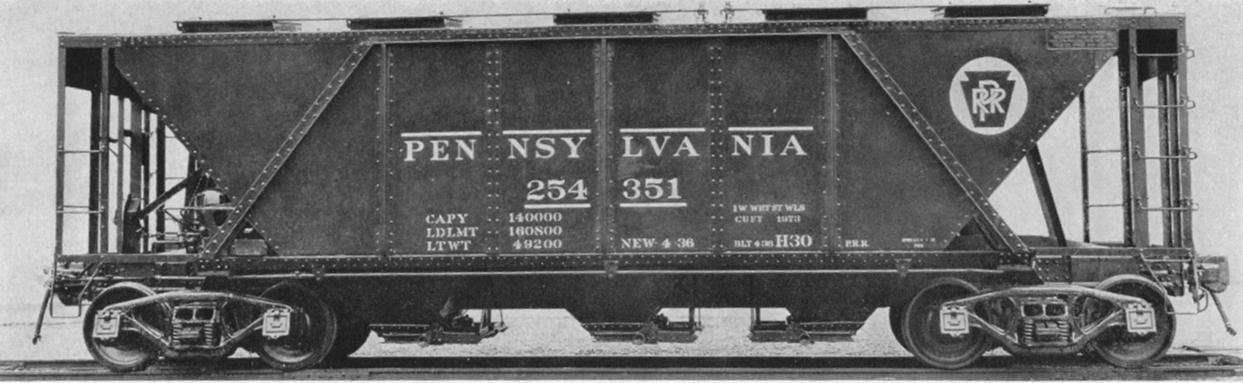 PRR
PENNSYLVANIA
254351
CAPY 140000
LDLMT 160800
LTWT 49200
NEW-4-36
1W WRT ST WLS
CUFT 1973
BLT 4-36 H30
P.R.R.